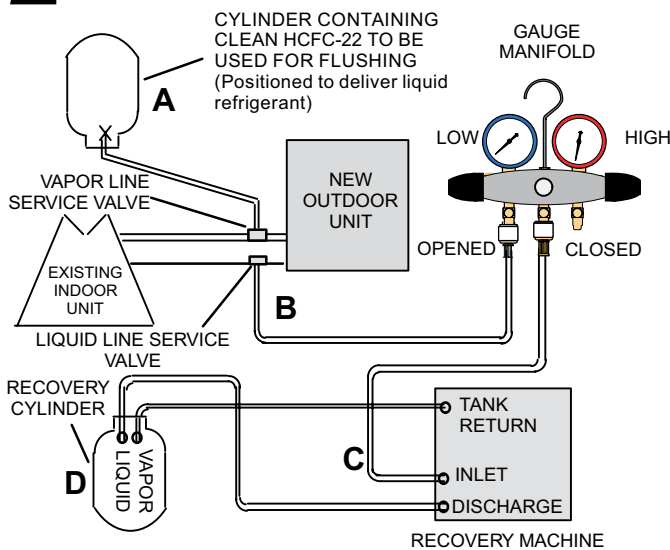 CYLINDER CONTAINING
CLEAN HCFC-22 TO BE
USED FOR FLUSHING
(Positioned to deliver liquid
refrigerant)
A
GAUGE
MANIFOLD
LOW
HIGH
VAPOR LINE
SERVICE VALVE
NEW
OUTDOOR
UNIT
OPENED
CLOSED
EXISTING
INDOOR
UNIT
B
LIQUID LINE SERVICE
VALVE
RECOVERY
CYLINDER
TANK
RETURN
C
D
LIQUID
VAPOR
INLET
DISCHARGE
RECOVERY MACHINE